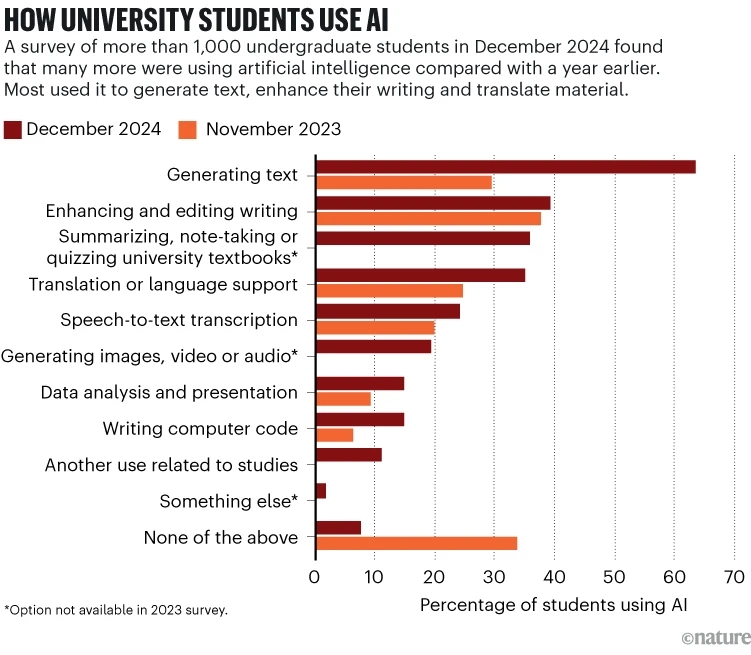 HOW UNIVERSITY STUDENTS USE AI
A survey of more than 1,000 undergraduate students in December 2024 found
that many more were using artificial intelligence compared with a year earlier.
Most used it to generate text, enhance their writing and translate material.
December 2024
November 2023
Generating text
Enhancing and editing writing
Summarizing, note-taking or
quizzing university textbooks*
Translation or language support
Speech-to-text transcription
Generating images, video or audio*
Data analysis and presentation
Writing computer code
Another use related to studies
Something else*
None of the above
0 10 20 30 40 50 60 70
Percentage of students using AI
*Option not available in 2023 survey.
©nature